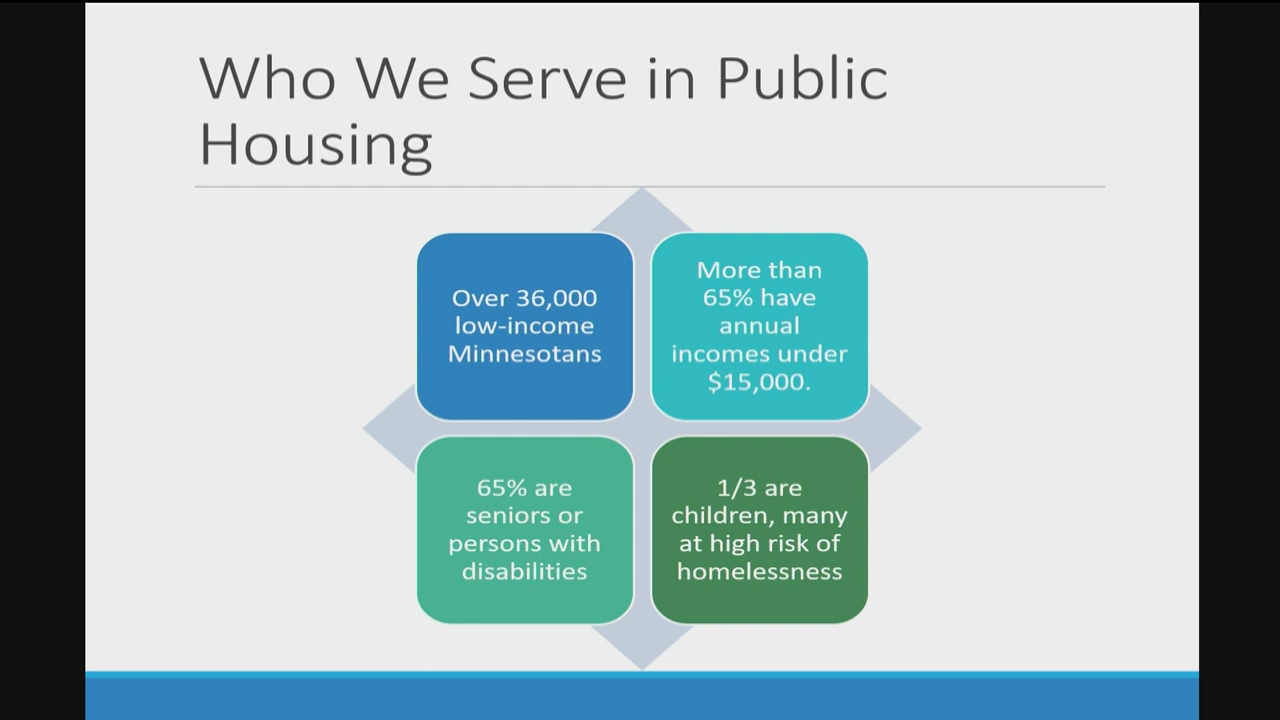 Who We Serve in Public
Housing
Over 36,000
low-income
Minnesotans
More than
65% have
annual
incomes under
$15,000.
65% are
seniors or
persons with
disabilities
1/3 are
children, many
at high risk of
homelessness